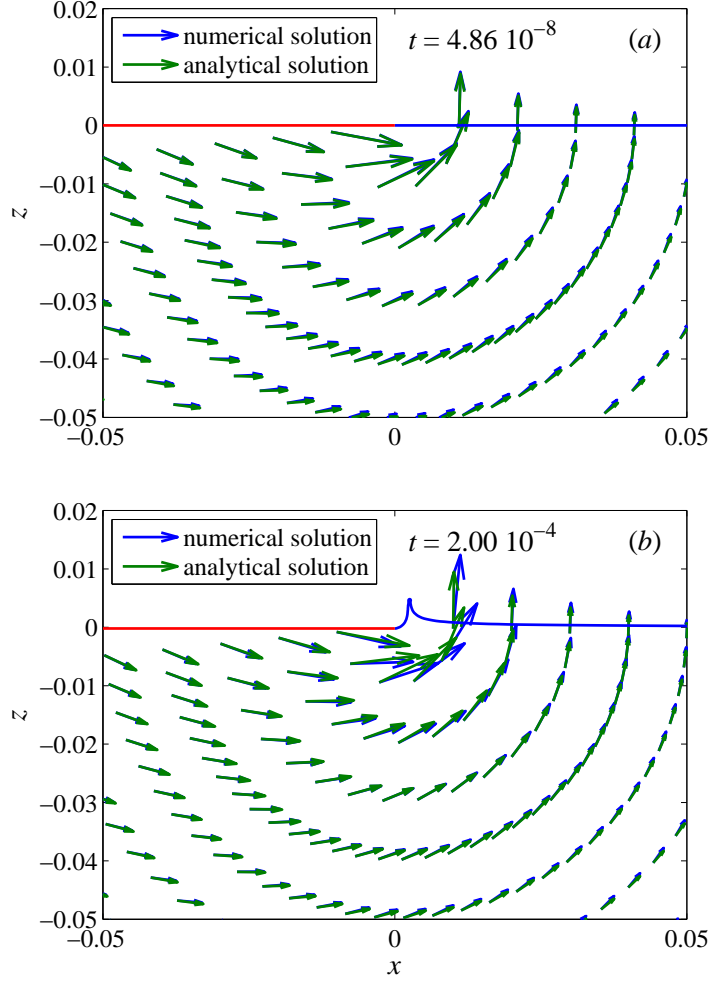 0.02
numerical solution
t = 4.86 10⁻⁸
(a)
analytical solution
0.01
0
−0.01
z
−0.02
−0.03
−0.04
−0.05
−0.05
0
0.05
0.02
numerical solution
t = 2.00 10⁻⁴
(b)
analytical solution
0.01
0
−0.01
z
−0.02
−0.03
−0.04
−0.05
−0.05
0
0.05
x